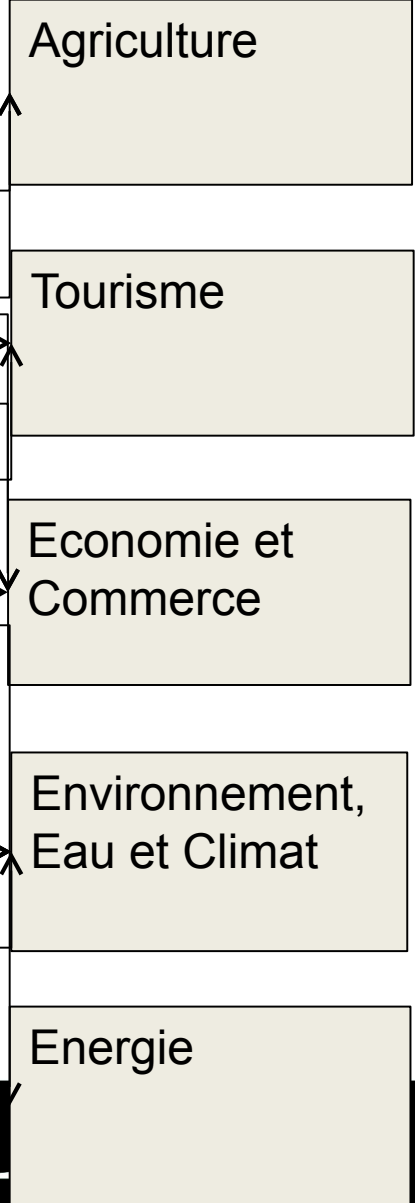 Agriculture
Tourisme
Economie et
Commerce
Environnement,
Eau et Climat
Energie